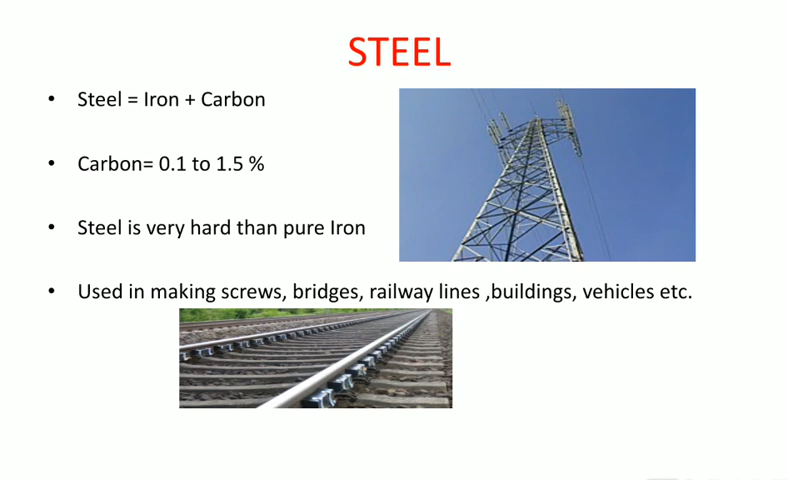 STEEL
• Steel = Iron + Carbon
• Carbon= 0.1 to 1.5 %
• Steel is very hard than pure Iron
• Used in making screws, bridges, railway lines ,buildings, vehicles etc.